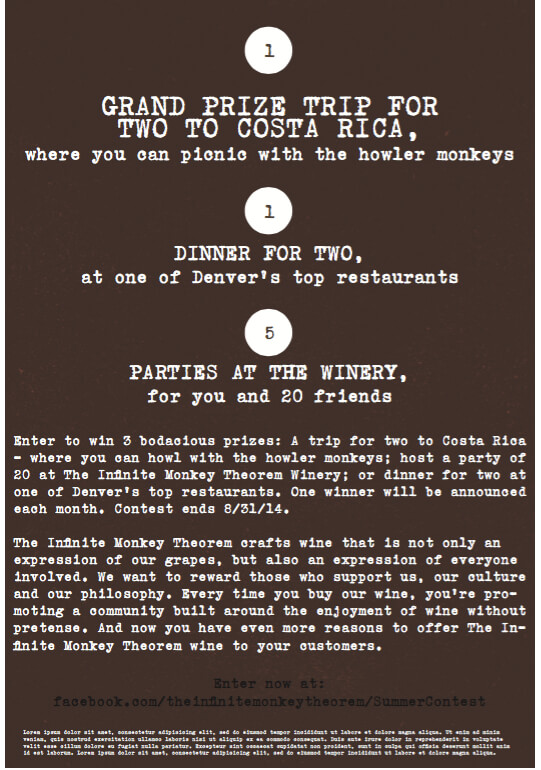 1
GRAND PRIZE TRIP FOR
TWO TO COSTA RICA,
where you can picnic with the howler monkeys
1
DINNER FOR TWO,
at one of Denver's top restaurants
5
PARTIES AT THE WINERY,
for you and 20 friends
Enter to win 3 bodacious prizes: A trip for two to Costa Rica
– where you can howl with the howler monkeys; host a party of
20 at The Infinite Monkey Theorem Winery; or dinner for two at
one of Denver's top restaurants. One winner will be announced
each month. Contest ends 8/31/14.
The Infinite Monkey Theorem crafts wine that is not only an
expression of our grapes, but also an expression of everyone
involved. We want to reward those who support us, our culture
and our philosophy. Every time you buy our wine, you're pro-
moting a community built around the enjoyment of wine without
pretense. And now you have even more reasons to offer The In-
finite Monkey Theorem wine to your customers.
Enter now at:
facebook.com/theinfinitemonkeytheorem/SummerContest
Lorem ipsum dolor sit amet, consectetur adipisicing elit, sed do eiusmod tempor incididunt ut labore et dolore magna aliqua. Ut enim ad minim
veniam, quis nostrud exercitation ullamco laboris nisi ut aliquip ex ea commodo consequat. Duis aute irure dolor in reprehenderit in voluptate
velit esse cillum dolore eu fugiat nulla pariatur. Excepteur sint occaecat cupidatat non proident, sunt in culpa qui officia deserunt mollit anim
id est laborum. Lorem ipsum dolor sit amet, consectetur adipisicing elit, sed do eiusmod tempor incididunt ut labore et dolore magna aliqua.